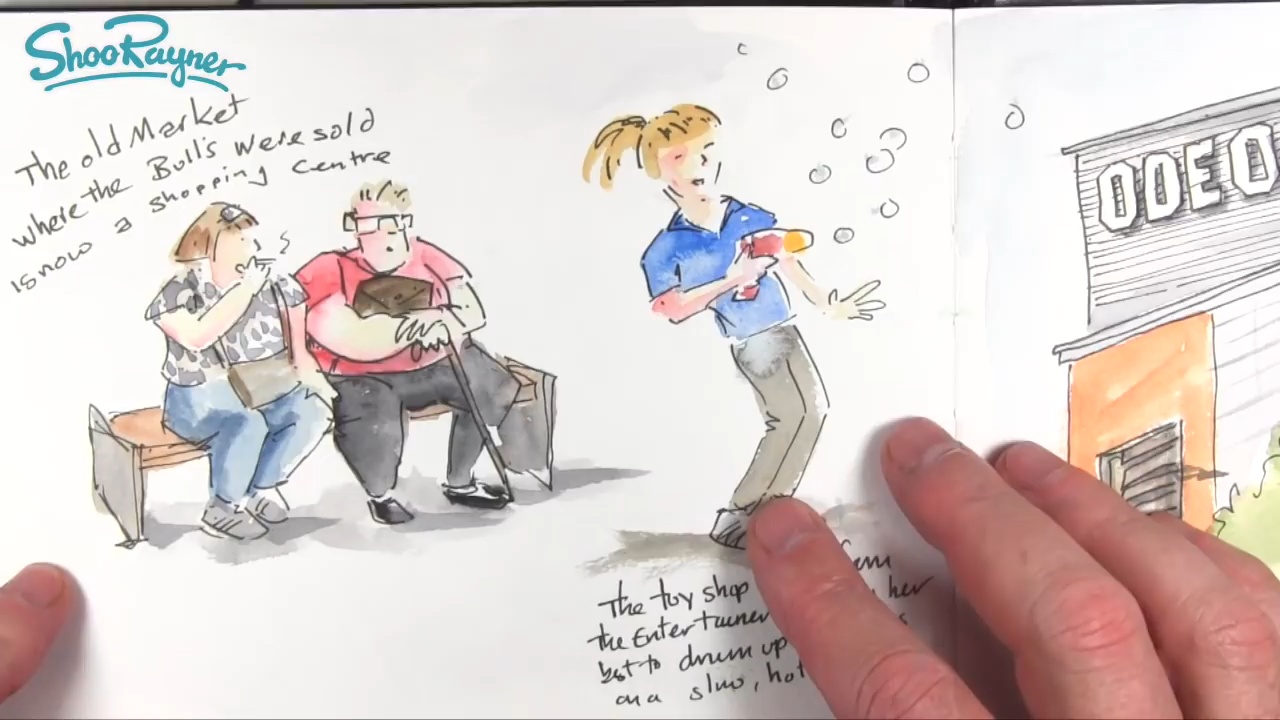 ShooRayner
The old Market
where the Bull's were sold
is now a shopping centre
ODEO
The toy shop
the Entertainer her
best to drum up s
on a slow, hot